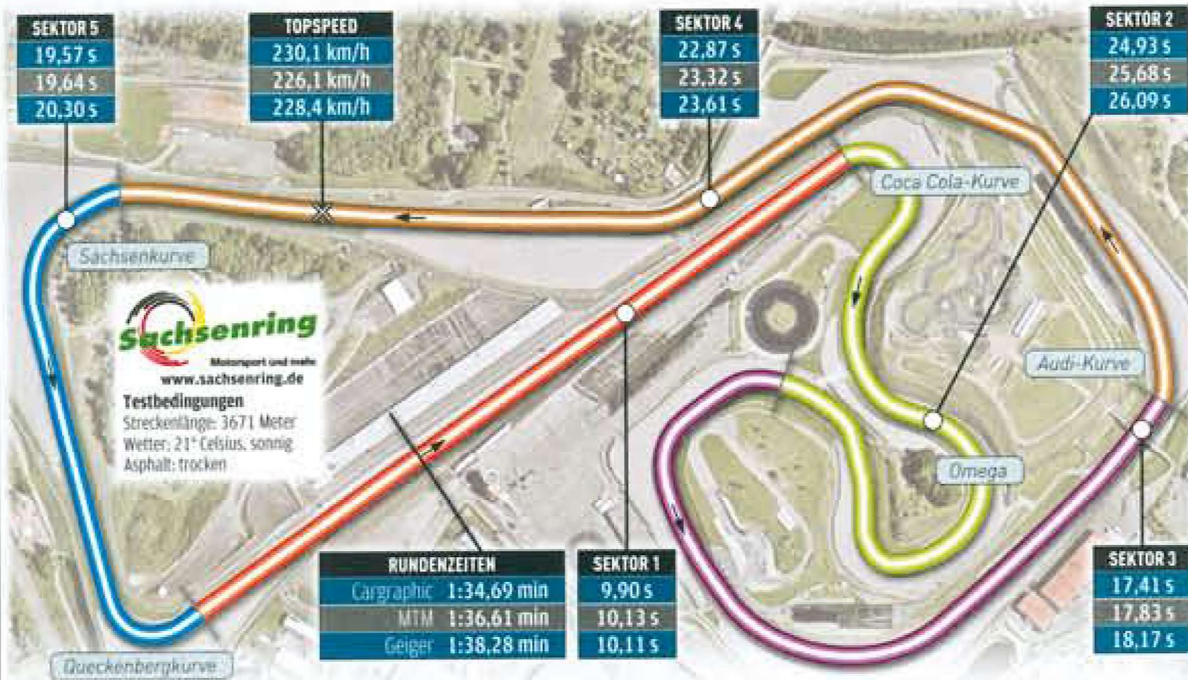 SEKTOR 5
19,57 s
19,64 s
20,30 s
TOPSPEED
230,1 km/h
226,1 km/h
228,4 km/h
SEKTOR 4
22,87 s
23,32 s
23,61 s
SEKTOR 2
24,93 s
25,68 s
26,09 s
Coca Cola-Kurve
Sachsenkurve
Sachsenring
Motorsport und mehr
www.sachsenring.de
Testbedingungen
Streckenlänge: 3671 Meter
Wetter: 21° Celsius, sonnig
Asphalt: trocken
Audi-Kurve
Omega
RUNDENZEITEN
Cargraphic 1:34,69 min
MTM 1:36,61 min
Geiger 1:38,28 min
SEKTOR 1
9,90 s
10,13 s
10,11 s
SEKTOR 3
17,41 s
17,83 s
18,17 s
Queckenbergkurve